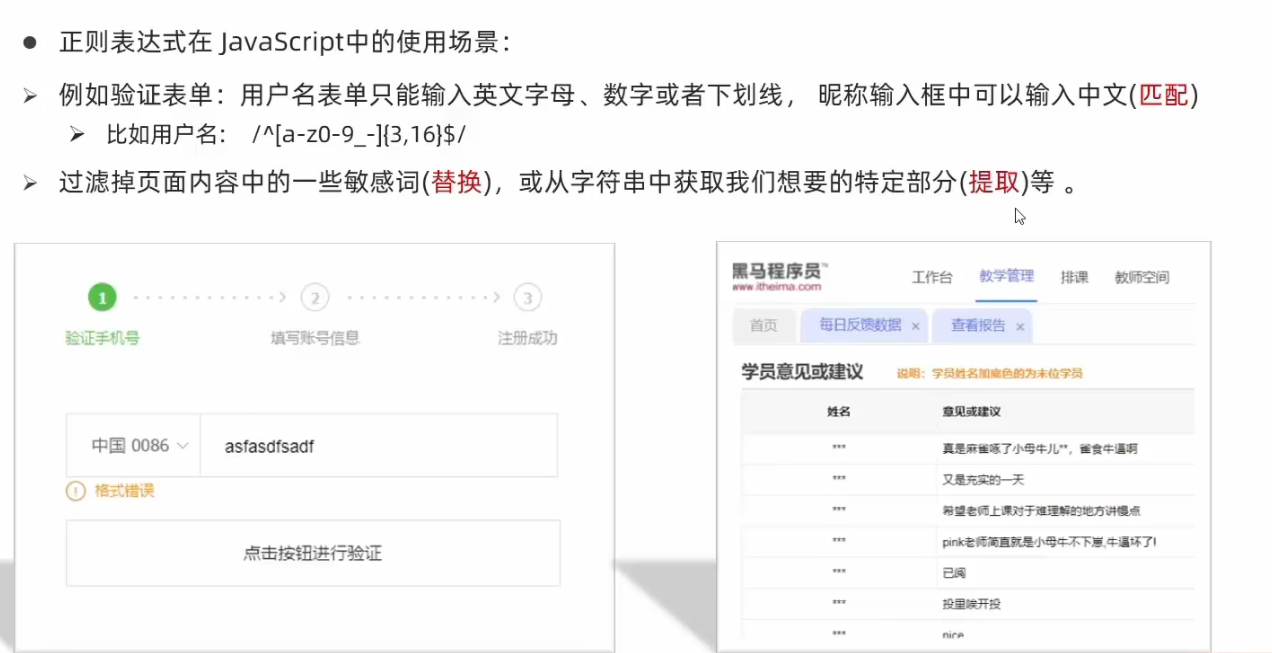 正则表达式在 JavaScript中的使用场景：
例如验证表单：用户名表单只能输入英文字母、数字或者下划线， 昵称输入框中可以输入中文(匹配)
比如用户名： /^[a-z0-9_-]{3,16}$/
过滤掉页面内容中的一些敏感词(替换)，或从字符串中获取我们想要的特定部分(提取)等 。
1 2 3
验证手机号 填写账号信息 注册成功
中国 0086 asfasdfsadf
格式错误
点击按钮进行验证
黑马程序员™
www.itheima.com
工作台 教学管理 排课 教师空间
首页 每日反馈数据 × 查看报告 ×
学员意见或建议 说明：学员姓名加底色的为末位学员
姓名 意见或建议
*** 真是麻雀啄了小母牛儿**，雀食牛逼啊
*** 又是充实的一天
*** 希望老师上课对于难理解的地方讲慢点
*** pink老师简直就是小母牛不下崽,牛逼坏了!
*** 已阅
*** 投里唉开投
*** nice